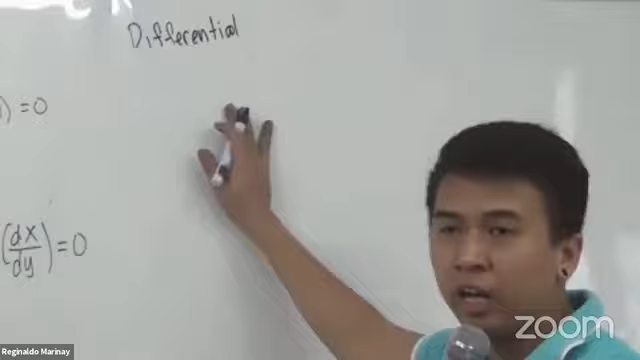 Differential
) = 0
(dx/dy) = 0
zoom
Reginaldo Marinay